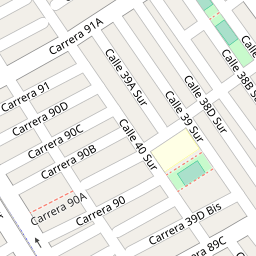 Carrera 91A
Calle 39A Sur
Calle 38B S
Carrera 91
Calle 39 Sur
Calle 38D Sur
Carrera 90D
Carrera 90C
Calle 40 Sur
Carrera 90B
Carrera 90A
Carrera 90
Carrera 39D Bis
Carrera 89C